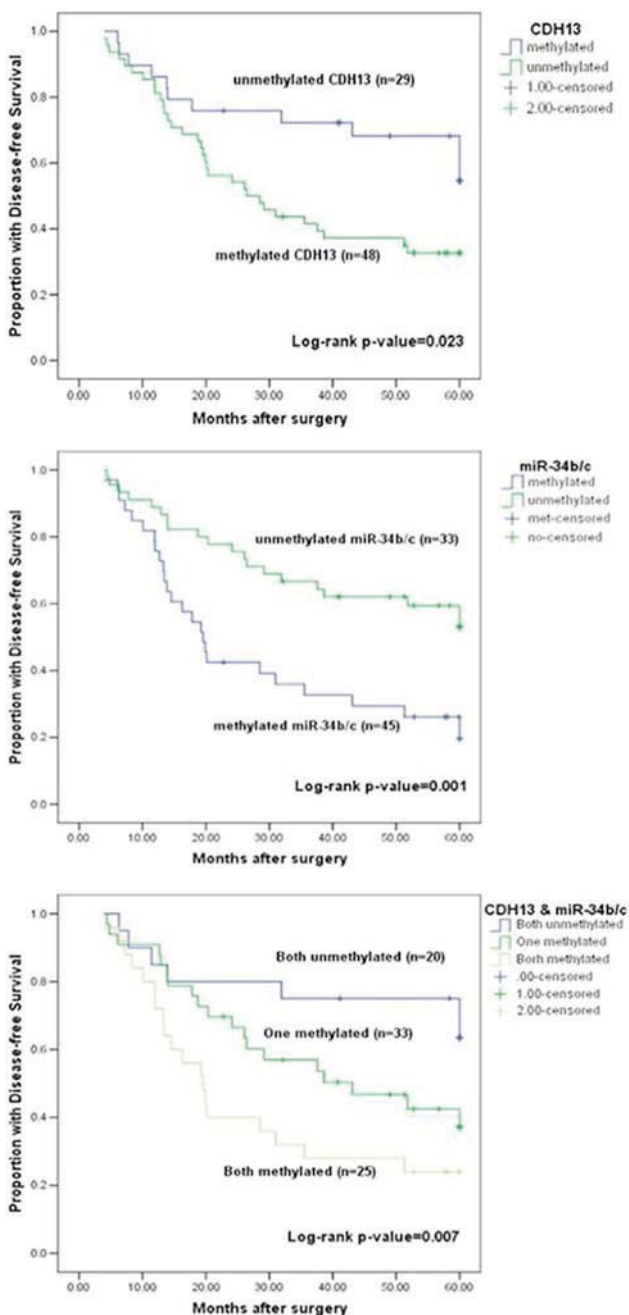 CDH13
methylated
unmethylated
1.00-censored
2.00-censored
Proportion with Disease-free Survival
1.0
0.8
0.6
0.4
0.2
0.0
unmethylated CDH13 (n=29)
methylated CDH13 (n=48)
Log-rank p-value=0.023
0.00 10.00 20.00 30.00 40.00 50.00 60.00
Months after surgery
miR-34b/c
methylated
unmethylated
met-censored
no-censored
Proportion with Disease-free Survival
1.0
0.8
0.6
0.4
0.2
0.0
unmethylated miR-34b/c (n=33)
methylated miR-34b/c (n=45)
Log-rank p-value=0.001
0.00 10.00 20.00 30.00 40.00 50.00 60.00
Months after surgery
CDH13 & miR-34b/c
Both unmethylated
One methylated
Borh methylated
.00-censored
1.00-censored
2.00-censored
Proportion with Disease-free Survival
1.0
0.8
0.6
0.4
0.2
0.0
Both unmethylated (n=20)
One methylated (n=33)
Both methylated (n=25)
Log-rank p-value=0.007
0.00 10.00 20.00 30.00 40.00 50.00 60.00
Months after surgery